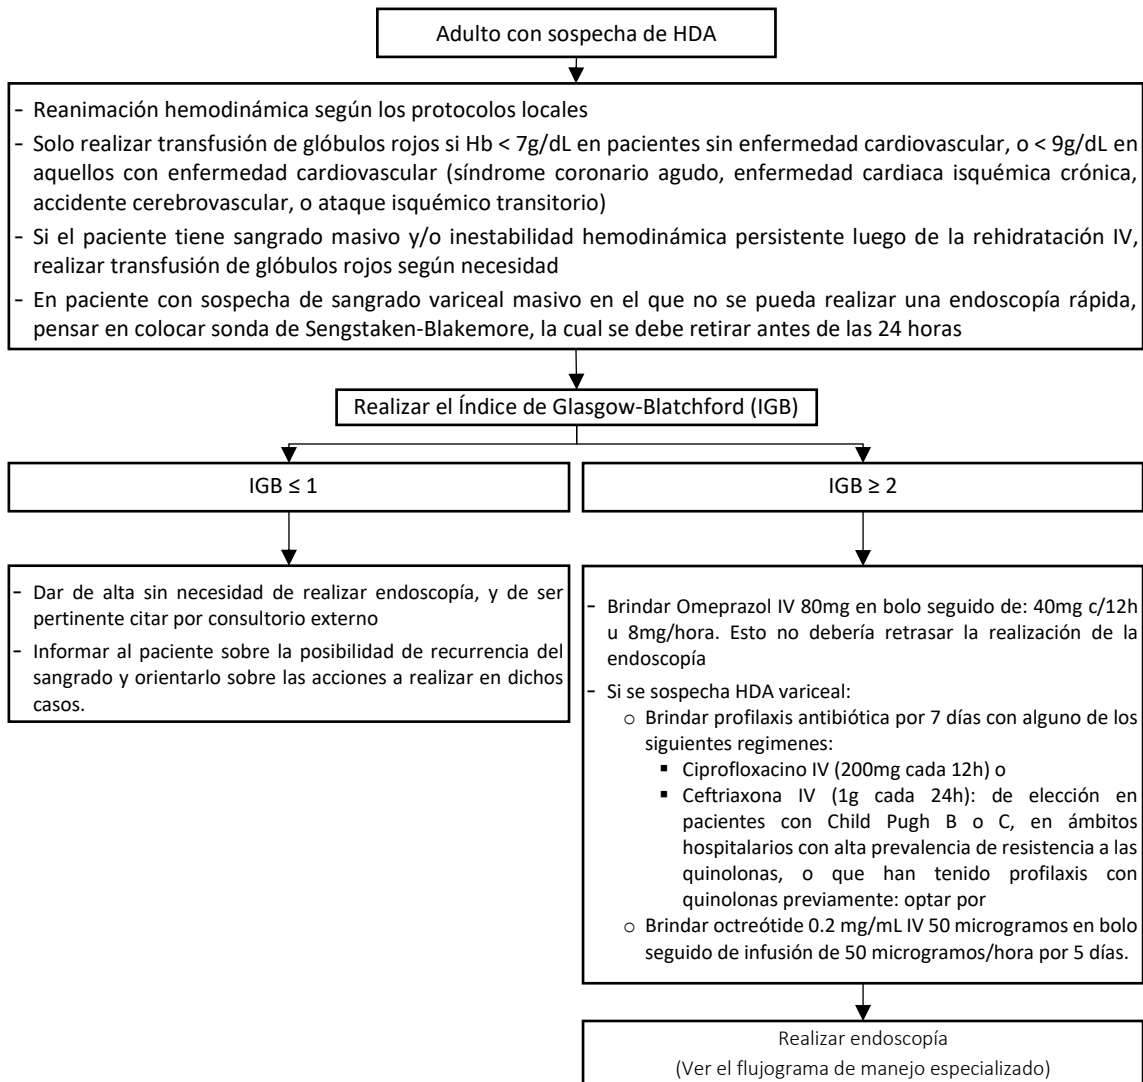 Adulto con sospecha de HDA
- Reanimación hemodinámica según los protocolos locales
- Solo realizar transfusión de glóbulos rojos si Hb < 7g/dL en pacientes sin enfermedad cardiovascular, o < 9g/dL en
aquellos con enfermedad cardiovascular (síndrome coronario agudo, enfermedad cardiaca isquémica crónica,
accidente cerebrovascular, o ataque isquémico transitorio)
- Si el paciente tiene sangrado masivo y/o inestabilidad hemodinámica persistente luego de la rehidratación IV,
realizar transfusión de glóbulos rojos según necesidad
- En paciente con sospecha de sangrado variceal masivo en el que no se pueda realizar una endoscopía rápida,
pensar en colocar sonda de Sengstaken-Blakemore, la cual se debe retirar antes de las 24 horas
Realizar el Índice de Glasgow-Blatchford (IGB)
IGB ≤ 1
- Dar de alta sin necesidad de realizar endoscopía, y de ser
pertinente citar por consultorio externo
- Informar al paciente sobre la posibilidad de recurrencia del
sangrado y orientarlo sobre las acciones a realizar en dichos
casos.
IGB ≥ 2
- Brindar Omeprazol IV 80mg en bolo seguido de: 40mg c/12h
u 8mg/hora. Esto no debería retrasar la realización de la
endoscopía
- Si se sospecha HDA variceal:
o Brindar profilaxis antibiótica por 7 días con alguno de los
siguientes regimenes:
▪ Ciprofloxacino IV (200mg cada 12h) o
▪ Ceftriaxona IV (1g cada 24h): de elección en
pacientes con Child Pugh B o C, en ámbitos
hospitalarios con alta prevalencia de resistencia a las
quinolonas, o que han tenido profilaxis con
quinolonas previamente: optar por
o Brindar octreótide 0.2 mg/mL IV 50 microgramos en bolo
seguido de infusión de 50 microgramos/hora por 5 días.
Realizar endoscopía
(Ver el flujograma de manejo especializado)